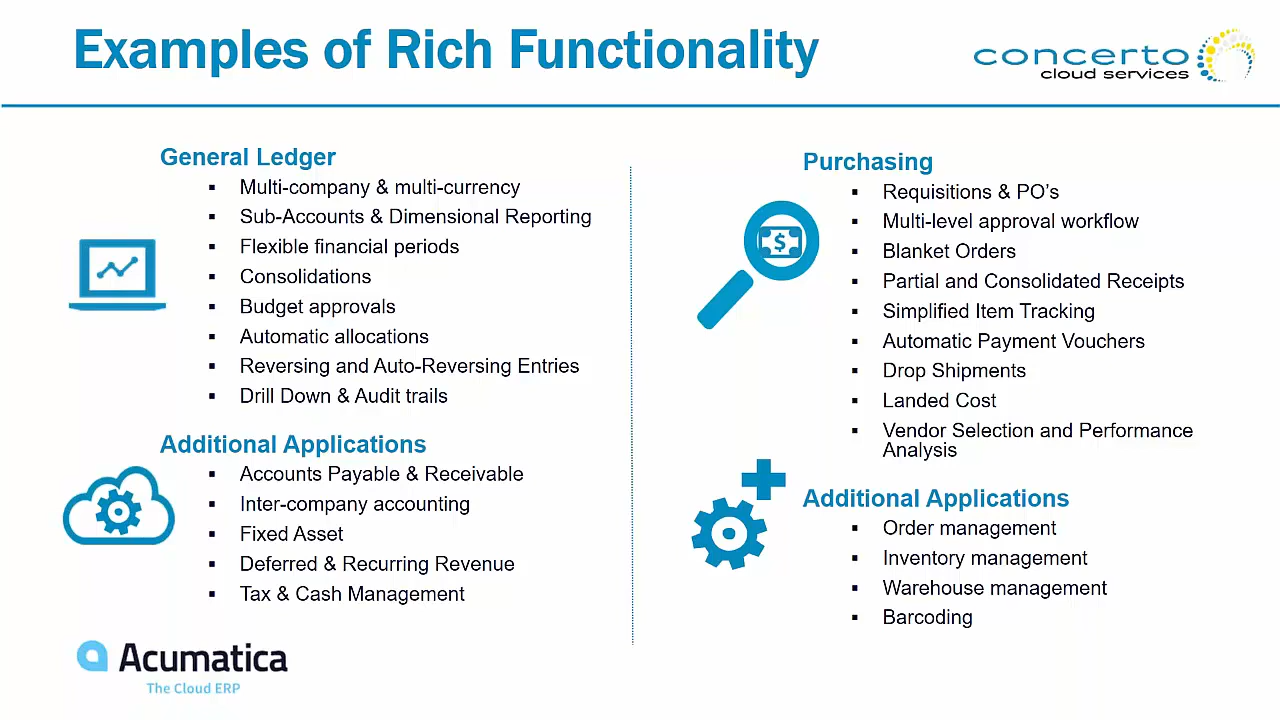 Examples of Rich Functionality
concerto
cloud services
General Ledger
▪ Multi-company & multi-currency
▪ Sub-Accounts & Dimensional Reporting
▪ Flexible financial periods
▪ Consolidations
▪ Budget approvals
▪ Automatic allocations
▪ Reversing and Auto-Reversing Entries
▪ Drill Down & Audit trails
Additional Applications
▪ Accounts Payable & Receivable
▪ Inter-company accounting
▪ Fixed Asset
▪ Deferred & Recurring Revenue
▪ Tax & Cash Management
Acumatica
The Cloud ERP
Purchasing
$
▪ Requisitions & PO’s
▪ Multi-level approval workflow
▪ Blanket Orders
▪ Partial and Consolidated Receipts
▪ Simplified Item Tracking
▪ Automatic Payment Vouchers
▪ Drop Shipments
▪ Landed Cost
▪ Vendor Selection and Performance
Analysis
Additional Applications
▪ Order management
▪ Inventory management
▪ Warehouse management
▪ Barcoding